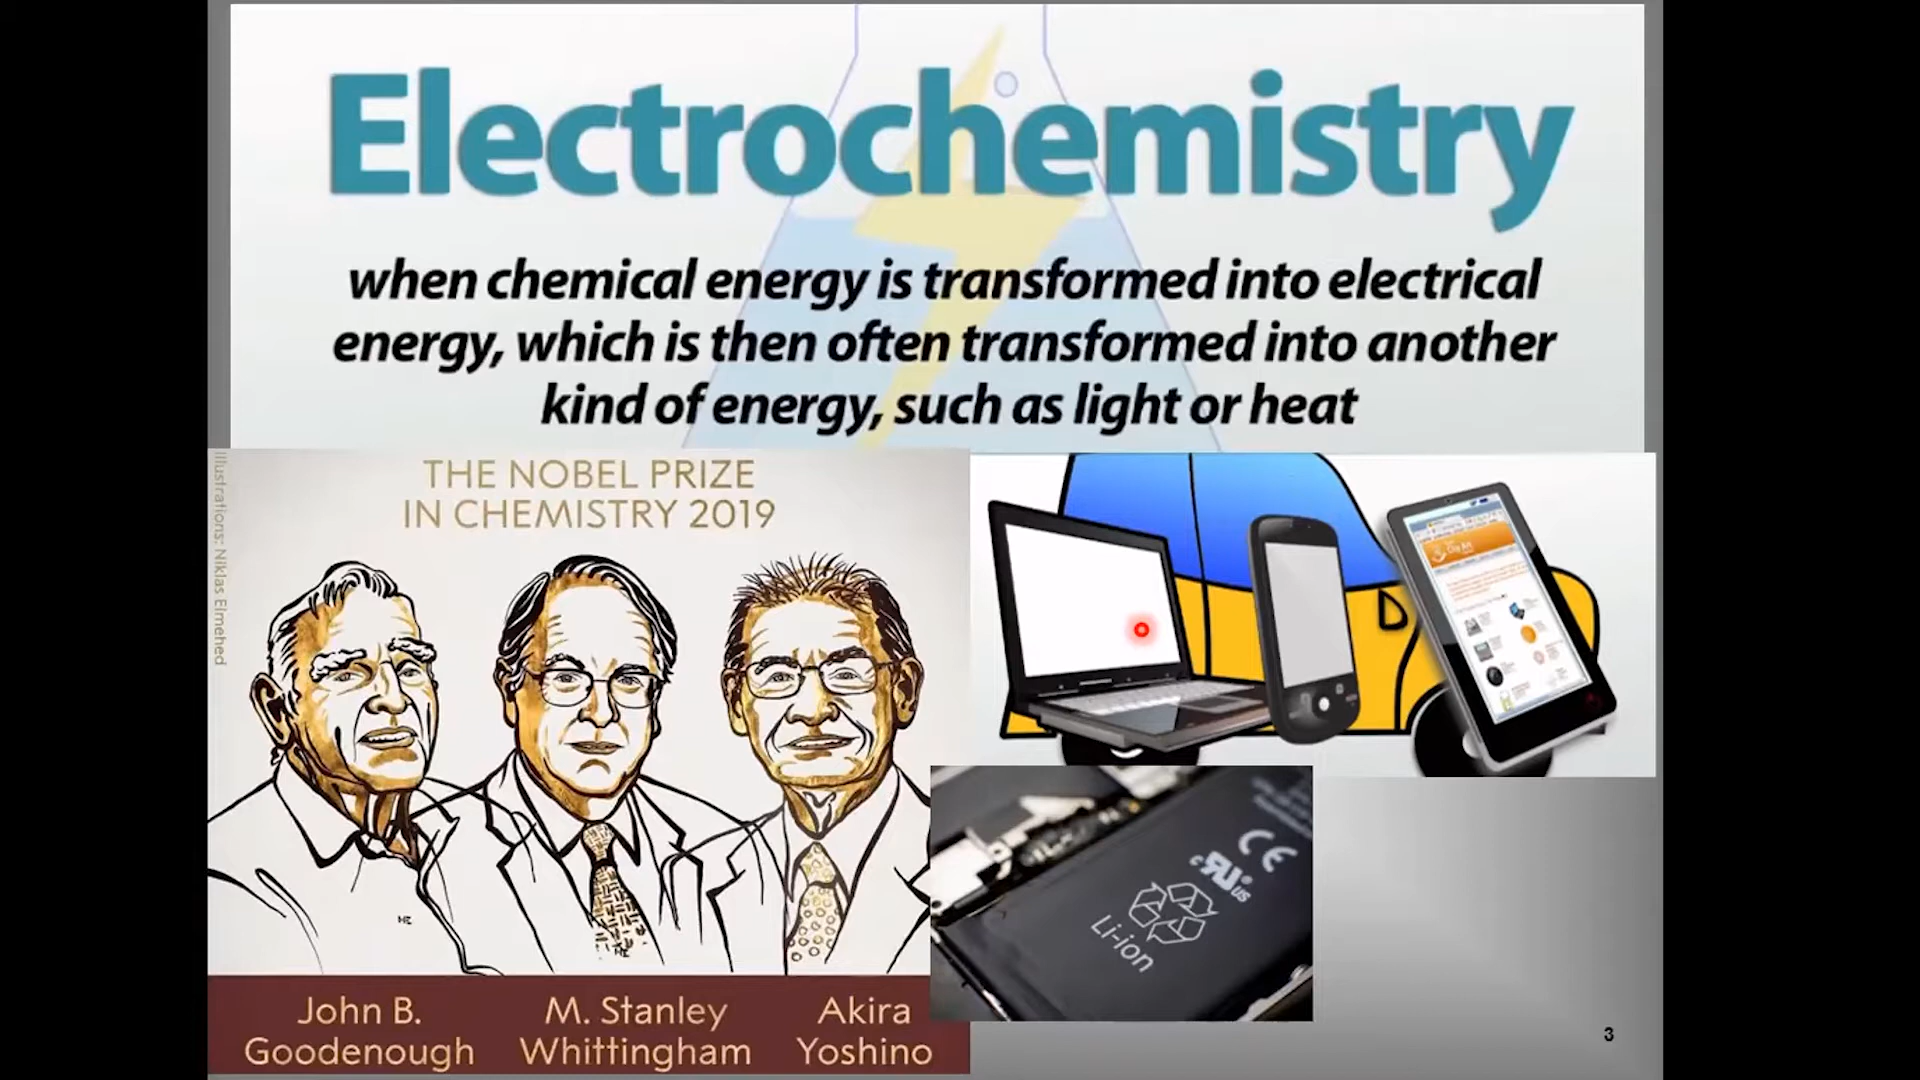 Electrochemistry
when chemical energy is transformed into electrical
energy, which is then often transformed into another
kind of energy, such as light or heat
Illustrations: Niklas Elmehed
THE NOBEL PRIZE
IN CHEMISTRY 2019
John B.
Goodenough
M. Stanley
Whittingham
Akira
Yoshino
CE
c RU ® US
Li-ion
3